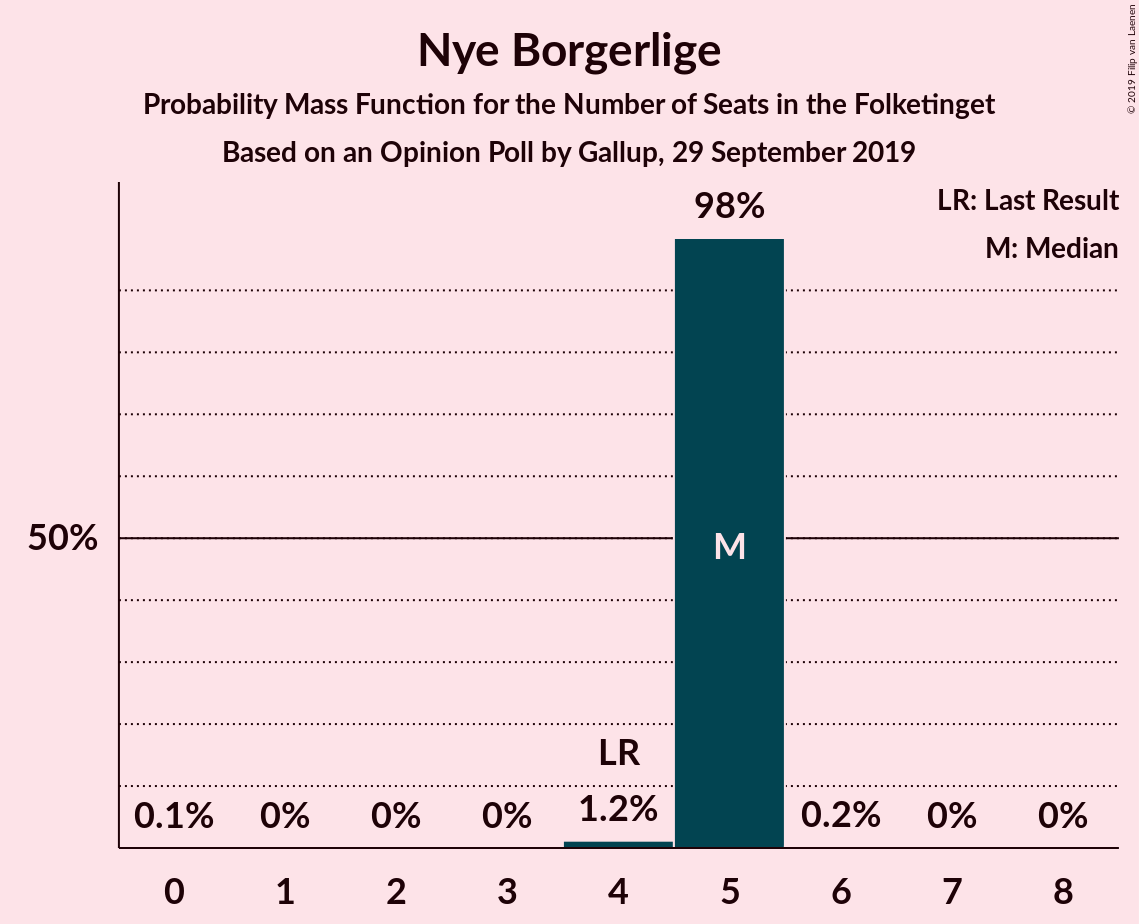 Nye Borgerlige
Probability Mass Function for the Number of Seats in the Folketinget
Based on an Opinion Poll by Gallup, 29 September 2019
© 2019 Filip van Laenen
LR: Last Result
M: Median
98%
50%
M
LR
0.1% 0% 0% 0% 1.2% 0.2% 0% 0%
0 1 2 3 4 5 6 7 8